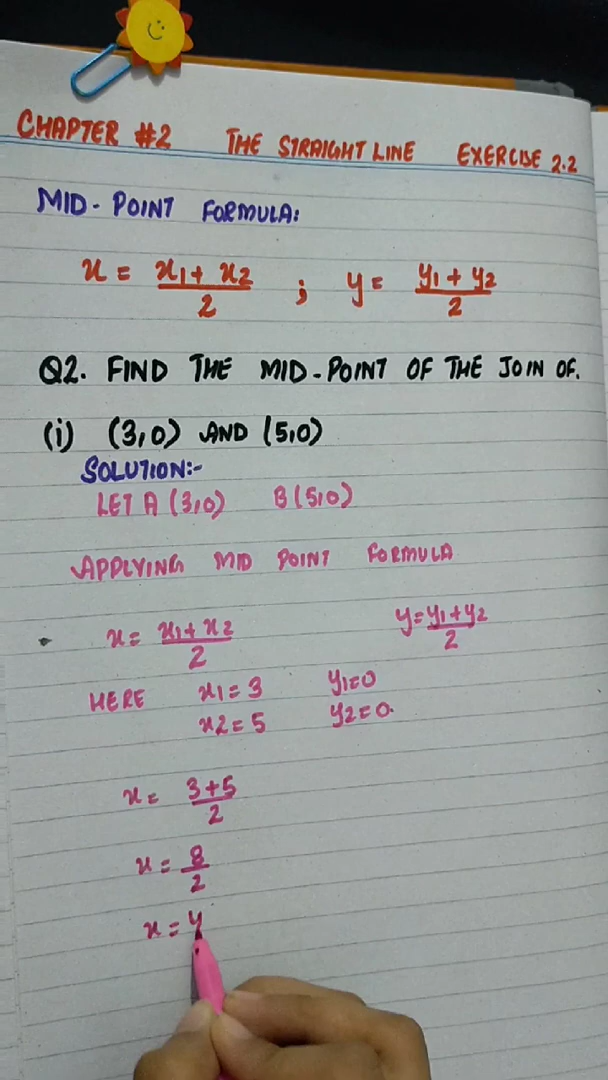 CHAPTER #2 THE STRAIGHT LINE EXERCISE 2.2
MID-POINT FORMULA:
x = x1 + x2 / 2 ; y = y1 + y2 / 2
Q2. FIND THE MID-POINT OF THE JOIN OF.
(i) (3,0) AND (5,0)
SOLUTION:-
LET A (3,0) B (5,0)
APPLYING MID POINT FORMULA
x = x1 + x2 / 2 y = y1 + y2 / 2
HERE x1 = 3 y1 = 0
x2 = 5 y2 = 0.
x = 3+5 / 2
x = 8 / 2
x = 4